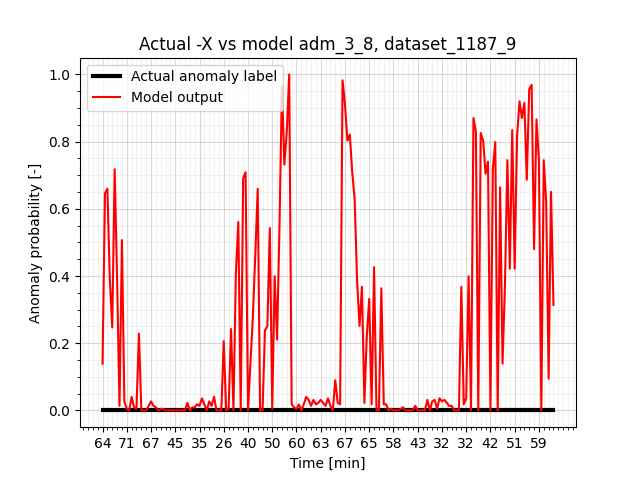 Actual -X vs model adm_3_8, dataset_1187_9
Actual anomaly label
Model output
Anomaly probability [-]
1.0
0.8
0.6
0.4
0.2
0.0
64 71 67 45 35 26 40 50 60 63 67 65 58 43 32 32 42 51 59
Time [min]